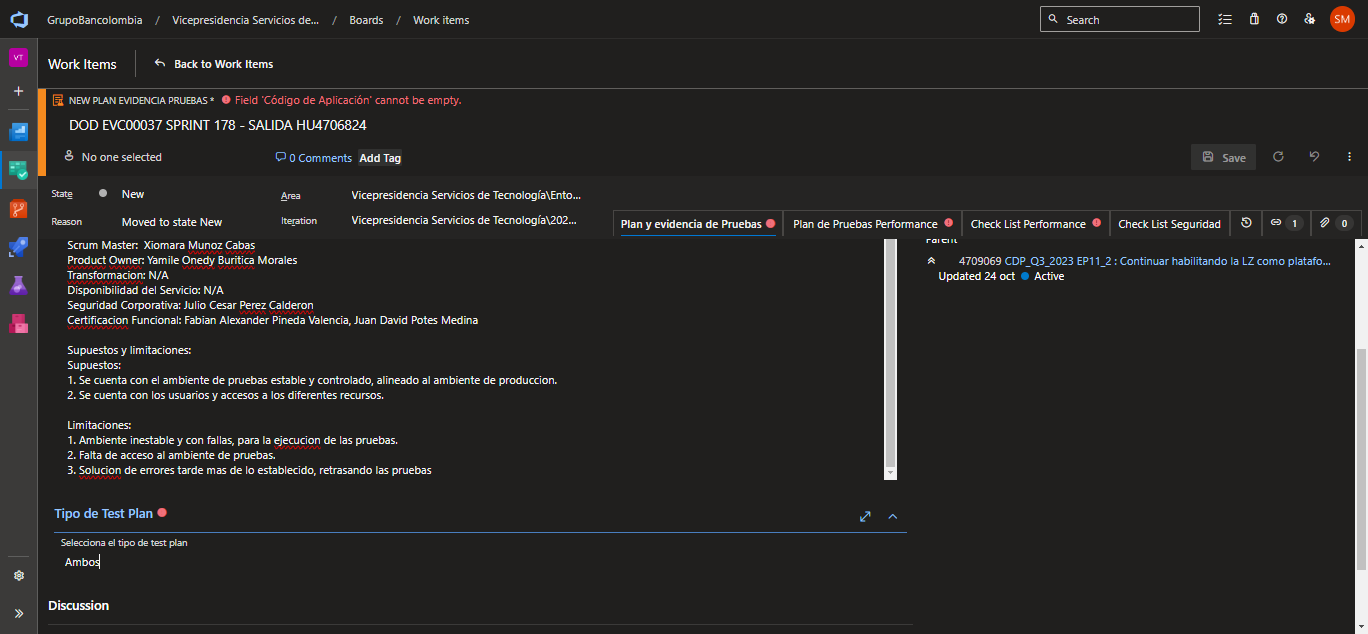 GrupoBancolombia / Vicepresidencia Servicios de... / Boards / Work items
Search
SM
VT
Work Items
Back to Work Items
NEW PLAN EVIDENCIA PRUEBAS * Field 'Código de Aplicación' cannot be empty.
DOD EVC00037 SPRINT 178 - SALIDA HU4706824
No one selected
0 Comments
Add Tag
Save
State
New
Area
Vicepresidencia Servicios de Tecnología\Ento...
Reason
Moved to state New
Iteration
Vicepresidencia Servicios de Tecnología\202...
Plan y evidencia de Pruebas
Plan de Pruebas Performance
Check List Performance
Check List Seguridad
1
0
Scrum Master:  Xiomara Munoz Cabas
Product Owner: Yamile Onedy Buritica Morales
Transformacion: N/A
Disponibilidad del Servicio: N/A
Seguridad Corporativa: Julio Cesar Perez Calderon
Certificacion Funcional: Fabian Alexander Pineda Valencia, Juan David Potes Medina
Supuestos y limitaciones:
Supuestos:
1. Se cuenta con el ambiente de pruebas estable y controlado, alineado al ambiente de produccion.
2. Se cuenta con los usuarios y accesos a los diferentes recursos.
Limitaciones:
1. Ambiente inestable y con fallas, para la ejecucion de las pruebas.
2. Falta de acceso al ambiente de pruebas.
3. Solucion de errores tarde mas de lo establecido, retrasando las pruebas
Parent
4709069 CDP_Q3_2023 EP11_2 : Continuar habilitando la LZ como platafo...
Updated 24 oct Active
Tipo de Test Plan
Selecciona el tipo de test plan
Ambos
Discussion